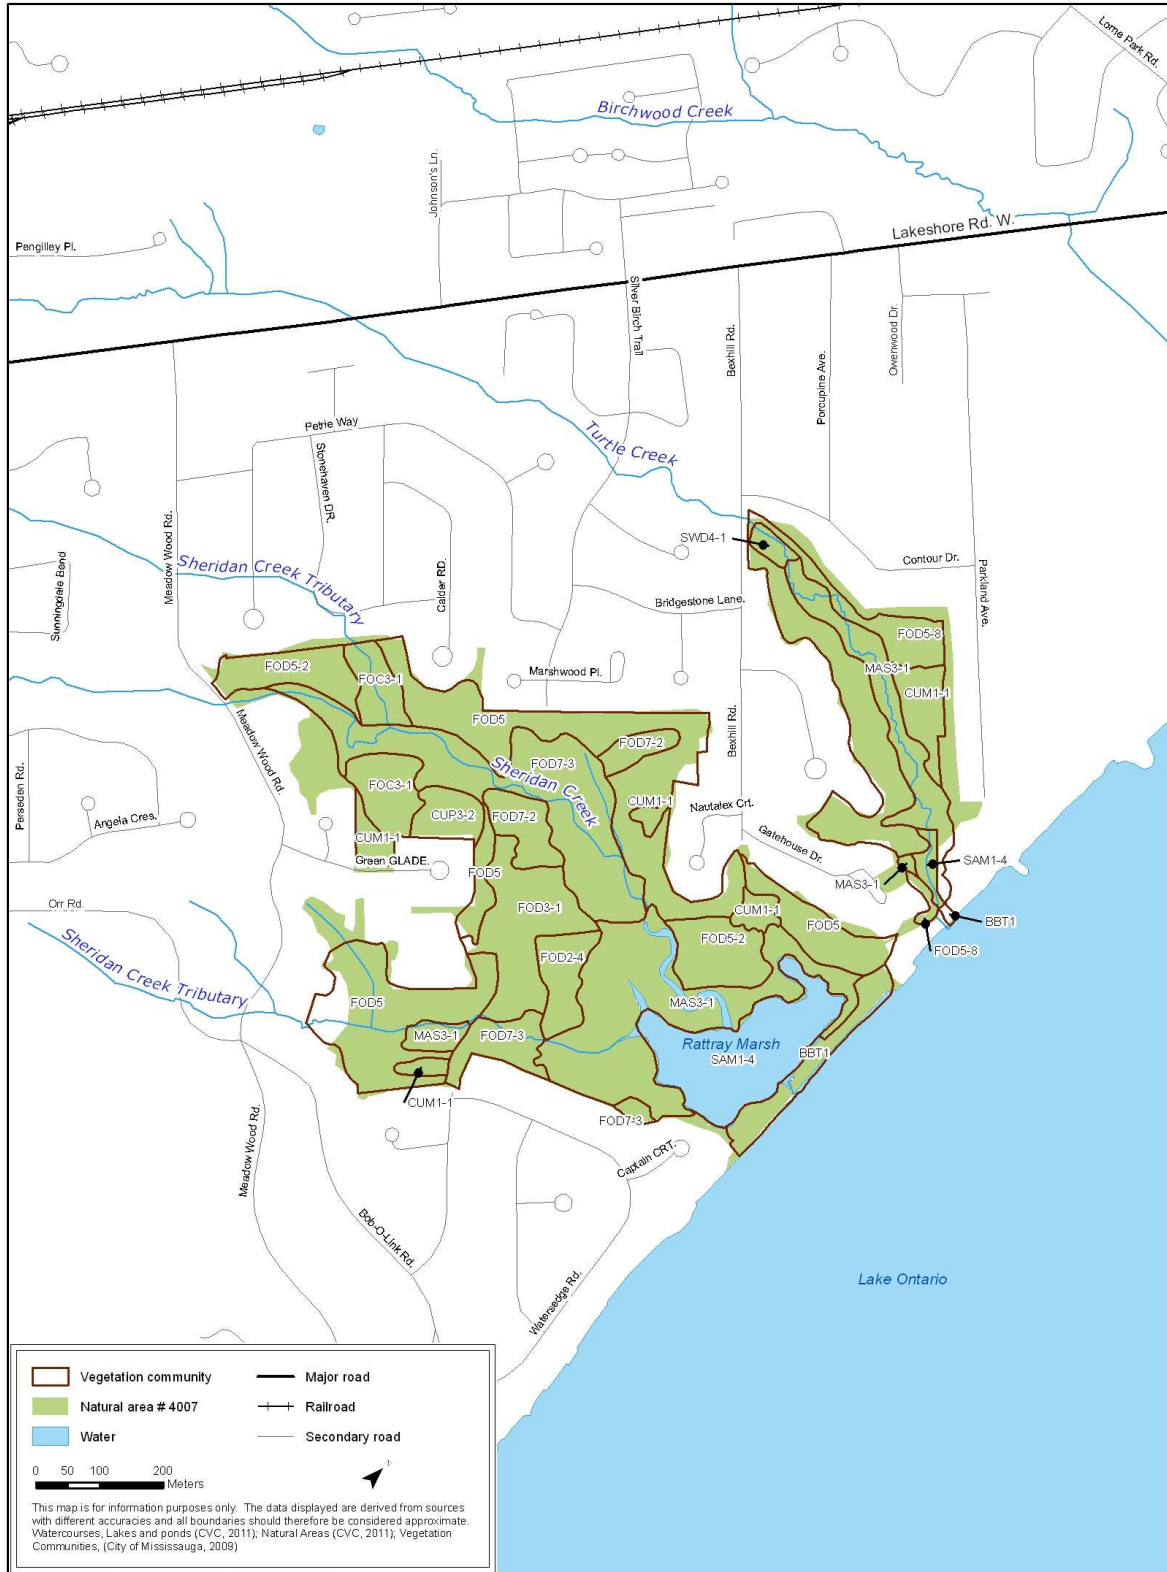 Lorne Park Rd.
Birchwood Creek
Johnson's Ln.
Lakeshore Rd. W.
Pengilley Pl.
Silver Birch Trail
Bexhill Rd.
Owenwood Dr.
Porcupine Ave.
Petrie Way
Turtle Creek
Stonehaven DR.
Meadow Wood Rd.
SWD4-1
Sheridan Creek Tributary
Sunningdale Bend
Calder RD.
Contour Dr.
Parkland Ave.
Bridgestone Lane.
FOD5-8
FOD5-2
MAS3-1
FOC3-1
Marshwood Pl.
CUM1-1
FOD5
Meadow Wood Rd.
Bexhill Rd.
FOD7-2
FOD7-3
Sheridan Creek
Perseden Rd.
FOC3-1
CUM1-1
Nautalex Crt.
CUP3-2
FOD7-2
Angela Cres.
CUM1-1
Gatehouse Dr.
Green GLADE.
SAM1-4
FOD5
MAS3-1
Orr Rd.
FOD3-1
CUM1-1
FOD5
BBT1
Sheridan Creek Tributary
FOD5-2
FOD5-8
FOD2-4
FOD5
MAS3-1
MAS3-1
FOD7-3
Rattray Marsh
SAM1-4
BBT1
CUM1-1
FOD7-3
Meadow Wood Rd.
Captain CRT.
Bob-O-Link Rd.
Watersedge Rd.
Lake Ontario
Vegetation community
Major road
Natural area # 4007
Railroad
Water
Secondary road
0 50 100 200
Meters
This map is for information purposes only. The data displayed are derived from sources
with different accuracies and all boundaries should therefore be considered approximate.
Watercourses, Lakes and ponds (CVC, 2011); Natural Areas (CVC, 2011); Vegetation
Communities, (City of Mississauga, 2009)